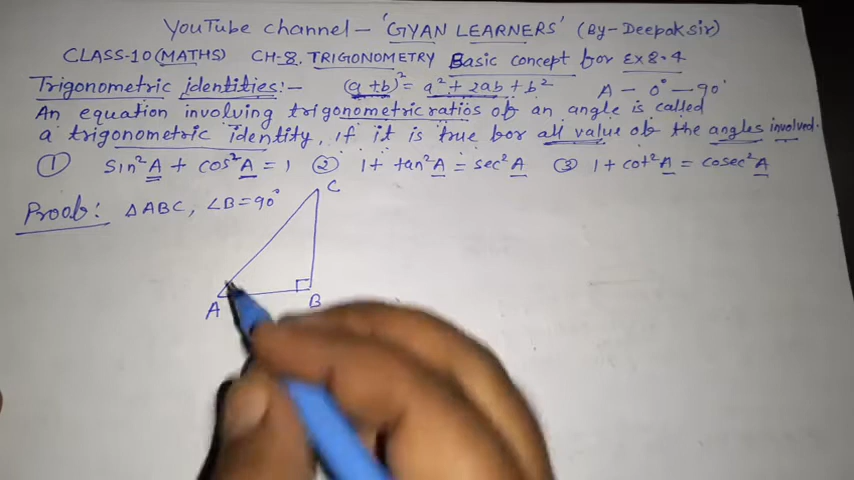 YouTube channel - 'GYAN LEARNERS' (By-Deepak sir)
CLASS-10 (MATHS) CH-8. TRIGONOMETRY Basic concept for Ex 8.4
Trigonometric identities:- (a+b)² = a² + 2ab + b² A - 0° - 90°
An equation involving trigonometric ratios of an angle is called
a trigonometric identity, if it is true for all value of the angles involved.
① sin²A + cos²A = 1 ② 1 + tan²A = sec²A ③ 1 + cot²A = cosec²A
Proof: △ABC, ∠B=90°
C
A
B